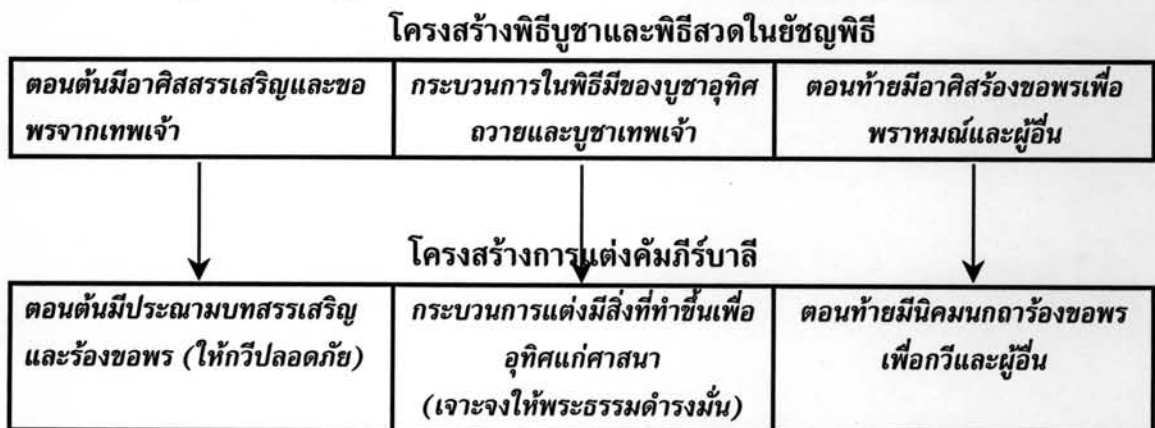 โครงสร้างพิธีบูชาและพิธีสวดในยัชญพิธี
ตอนต้นมีอาศิสสรรเสริญและขอ
พรจากเทพเจ้า
กระบวนการในพิธีมีของบูชาอุทิศ
ถวายและบูชาเทพเจ้า
ตอนท้ายมีอาศิสร้องขอพรเพื่อ
พราหมณ์และผู้อื่น
โครงสร้างการแต่งคัมภีร์บาลี
ตอนต้นมีประณามบทสรรเสริญ
และร้องขอพร (ให้กวีปลอดภัย)
กระบวนการแต่งมีสิ่งที่ทำขึ้นเพื่อ
อุทิศแก่ศาสนา
(เจาะจงให้พระธรรมดำรงมั่น)
ตอนท้ายมีนิคมนกถาร้องขอพร
เพื่อกวีและผู้อื่น